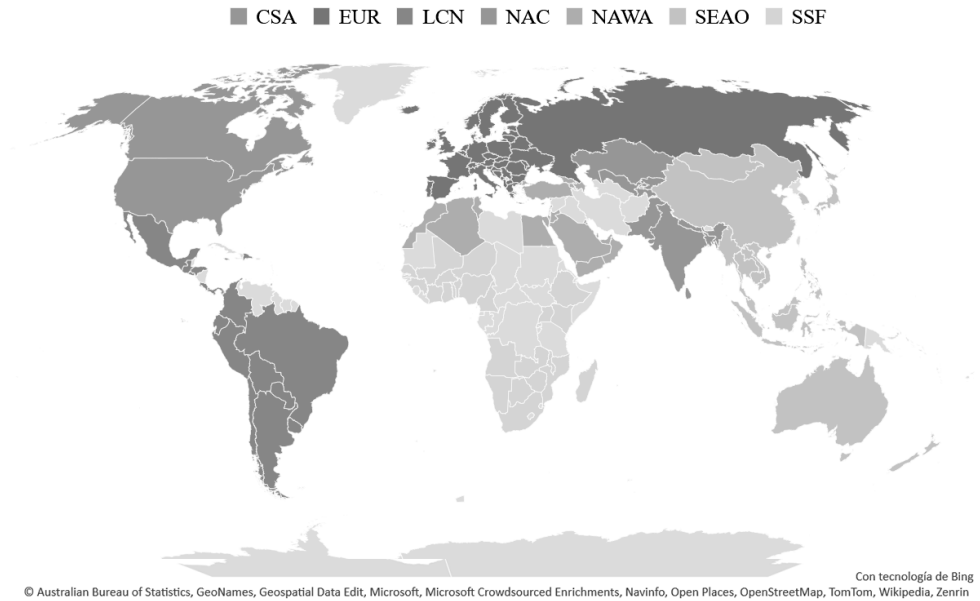 CSA EUR LCN NAC NAWA SEAO SSF
Con tecnología de Bing
© Australian Bureau of Statistics, GeoNames, Geospatial Data Edit, Microsoft, Microsoft Crowdsourced Enrichments, Navinfo, Open Places, OpenStreetMap, TomTom, Wikipedia, Zenrin